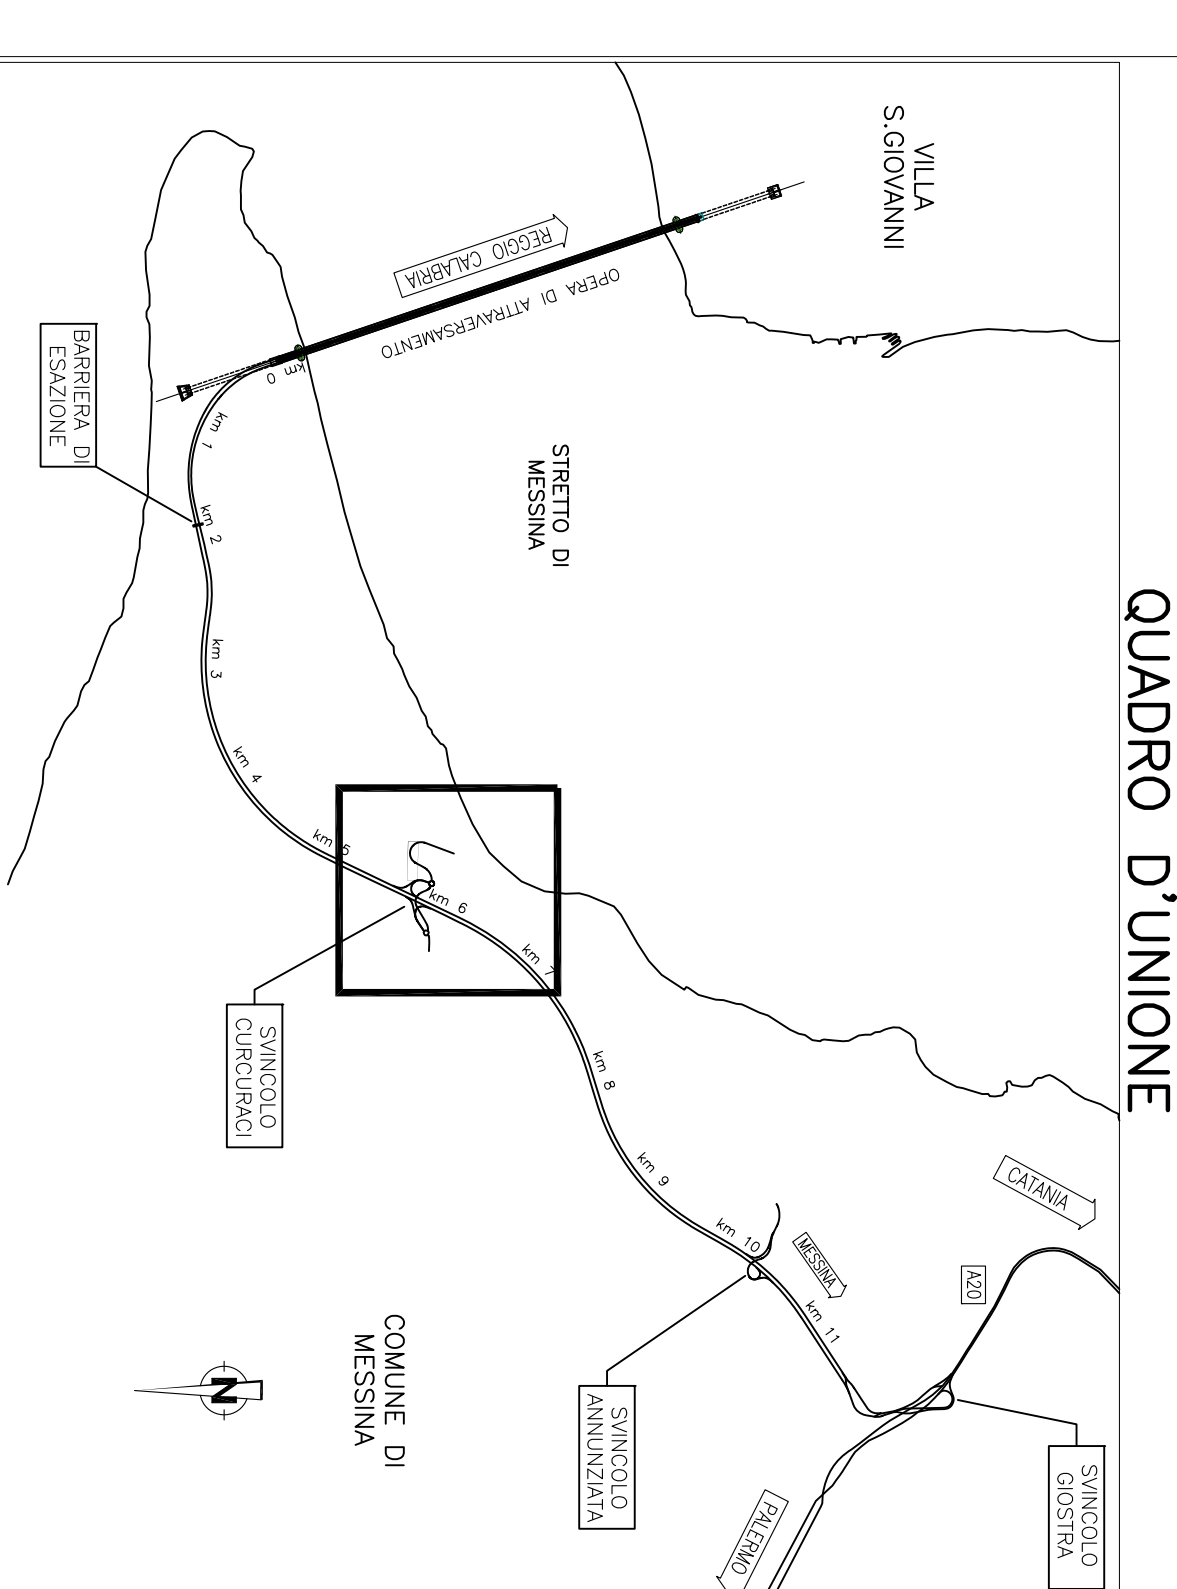 QUADRO D'UNIONE
VILLA
S.GIOVANNI
REGGIO CALABRIA
OPERA DI ATTRAVERSAMENTO
STRETTO DI
MESSINA
BARRIERA DI
ESAZIONE
km 0
km 1
km 2
km 3
km 4
km 5
km 6
km 7
km 8
km 9
km 10
km 11
SVINCOLO
CURCURACI
CATANIA
MESSINA
A20
SVINCOLO
ANNUNZIATA
SVINCOLO
GIOSTRA
PALERMO
COMUNE DI
MESSINA
N